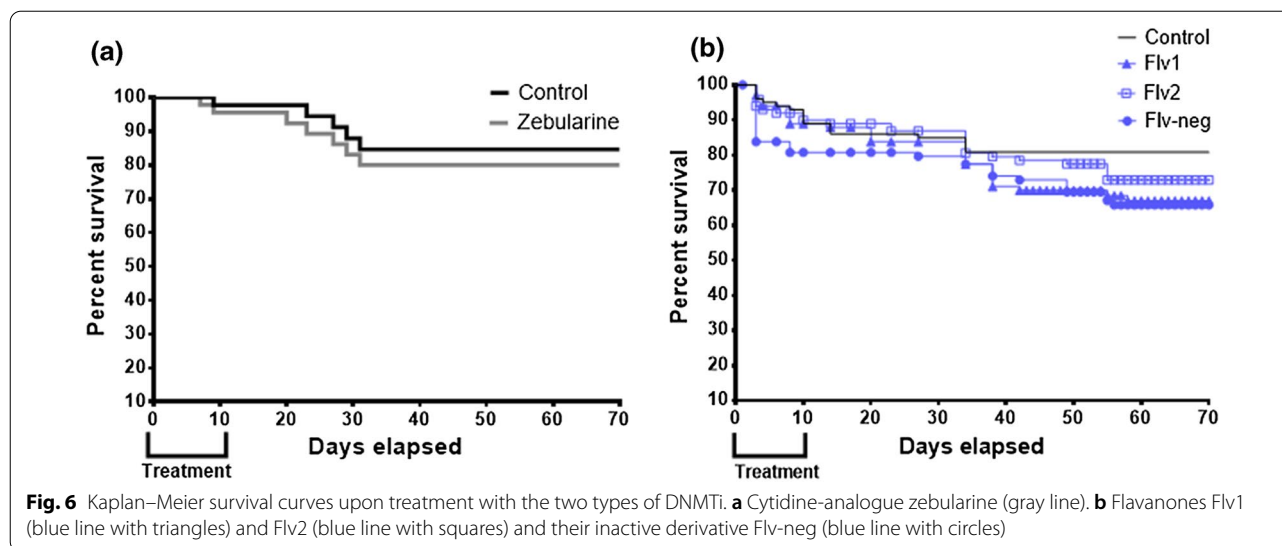 (a)
Control
Zebularine
Percent survival
100
90
80
70
60
50
40
30
20
10
0 10 20 30 40 50 60 70
Days elapsed
Treatment
(b)
Control
Flv1
Flv2
Flv-neg
Percent survival
100
90
80
70
60
50
40
30
20
10
0 10 20 30 40 50 60 70
Days elapsed
Treatment
Fig. 6 Kaplan–Meier survival curves upon treatment with the two types of DNMTi. a Cytidine-analogue zebularine (gray line). b Flavanones Flv1
(blue line with triangles) and Flv2 (blue line with squares) and their inactive derivative Flv-neg (blue line with circles)